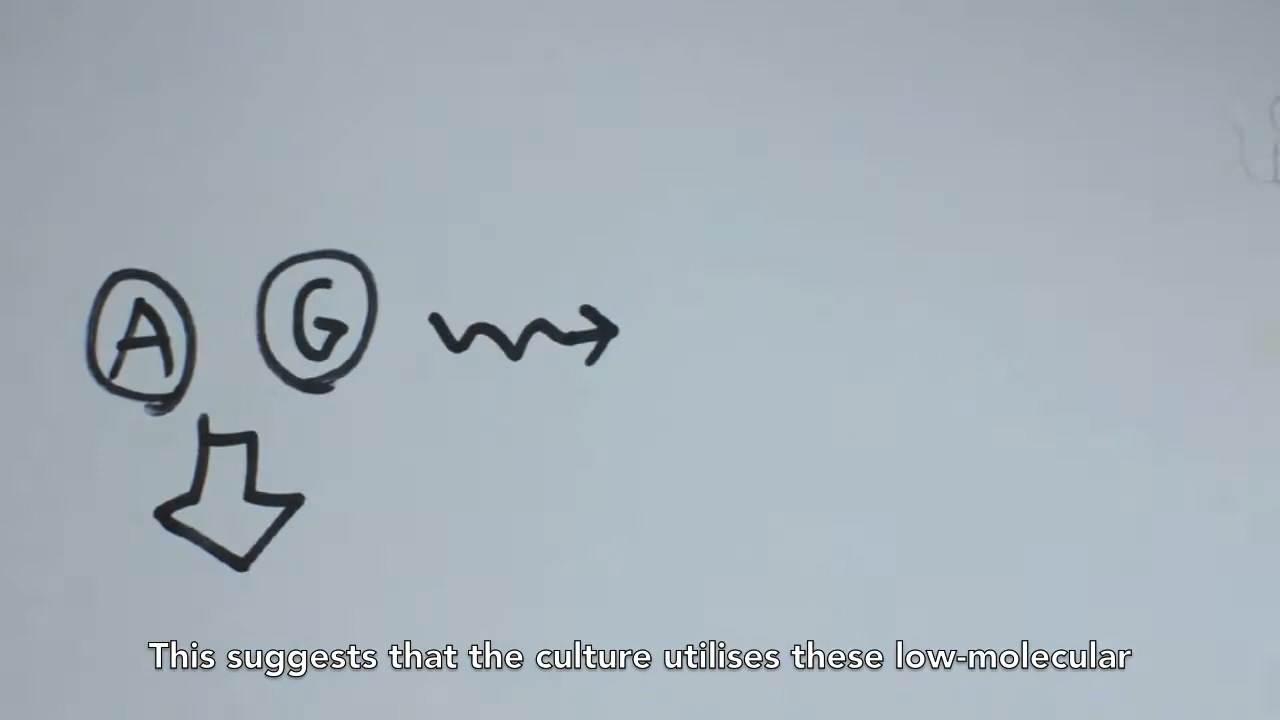 A G
This suggests that the culture utilises these low-molecular